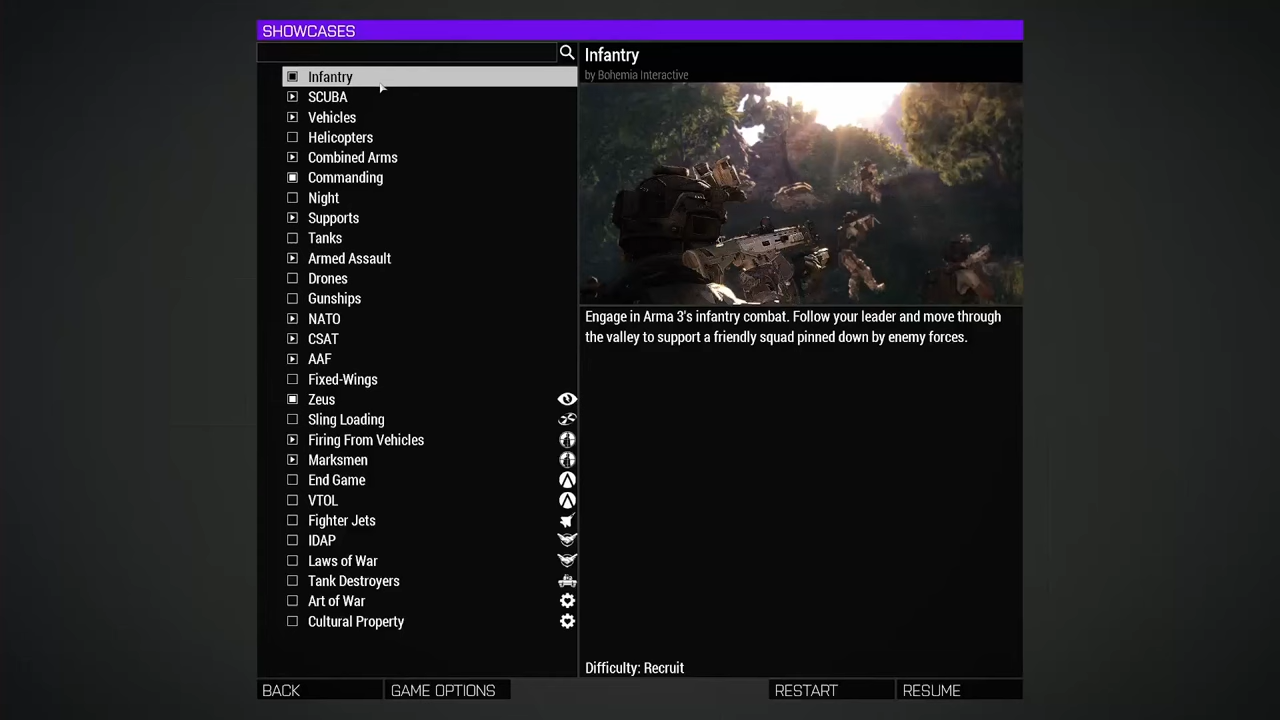 SHOWCASES
Infantry
SCUBA
Vehicles
Helicopters
Combined Arms
Commanding
Night
Supports
Tanks
Armed Assault
Drones
Gunships
NATO
CSAT
AAF
Fixed-Wings
Zeus
Sling Loading
Firing From Vehicles
Marksmen
End Game
VTOL
Fighter Jets
IDAP
Laws of War
Tank Destroyers
Art of War
Cultural Property
Infantry
by Bohemia Interactive
Engage in Arma 3's infantry combat. Follow your leader and move through
the valley to support a friendly squad pinned down by enemy forces.
Difficulty: Recruit
BACK
GAME OPTIONS
RESTART
RESUME